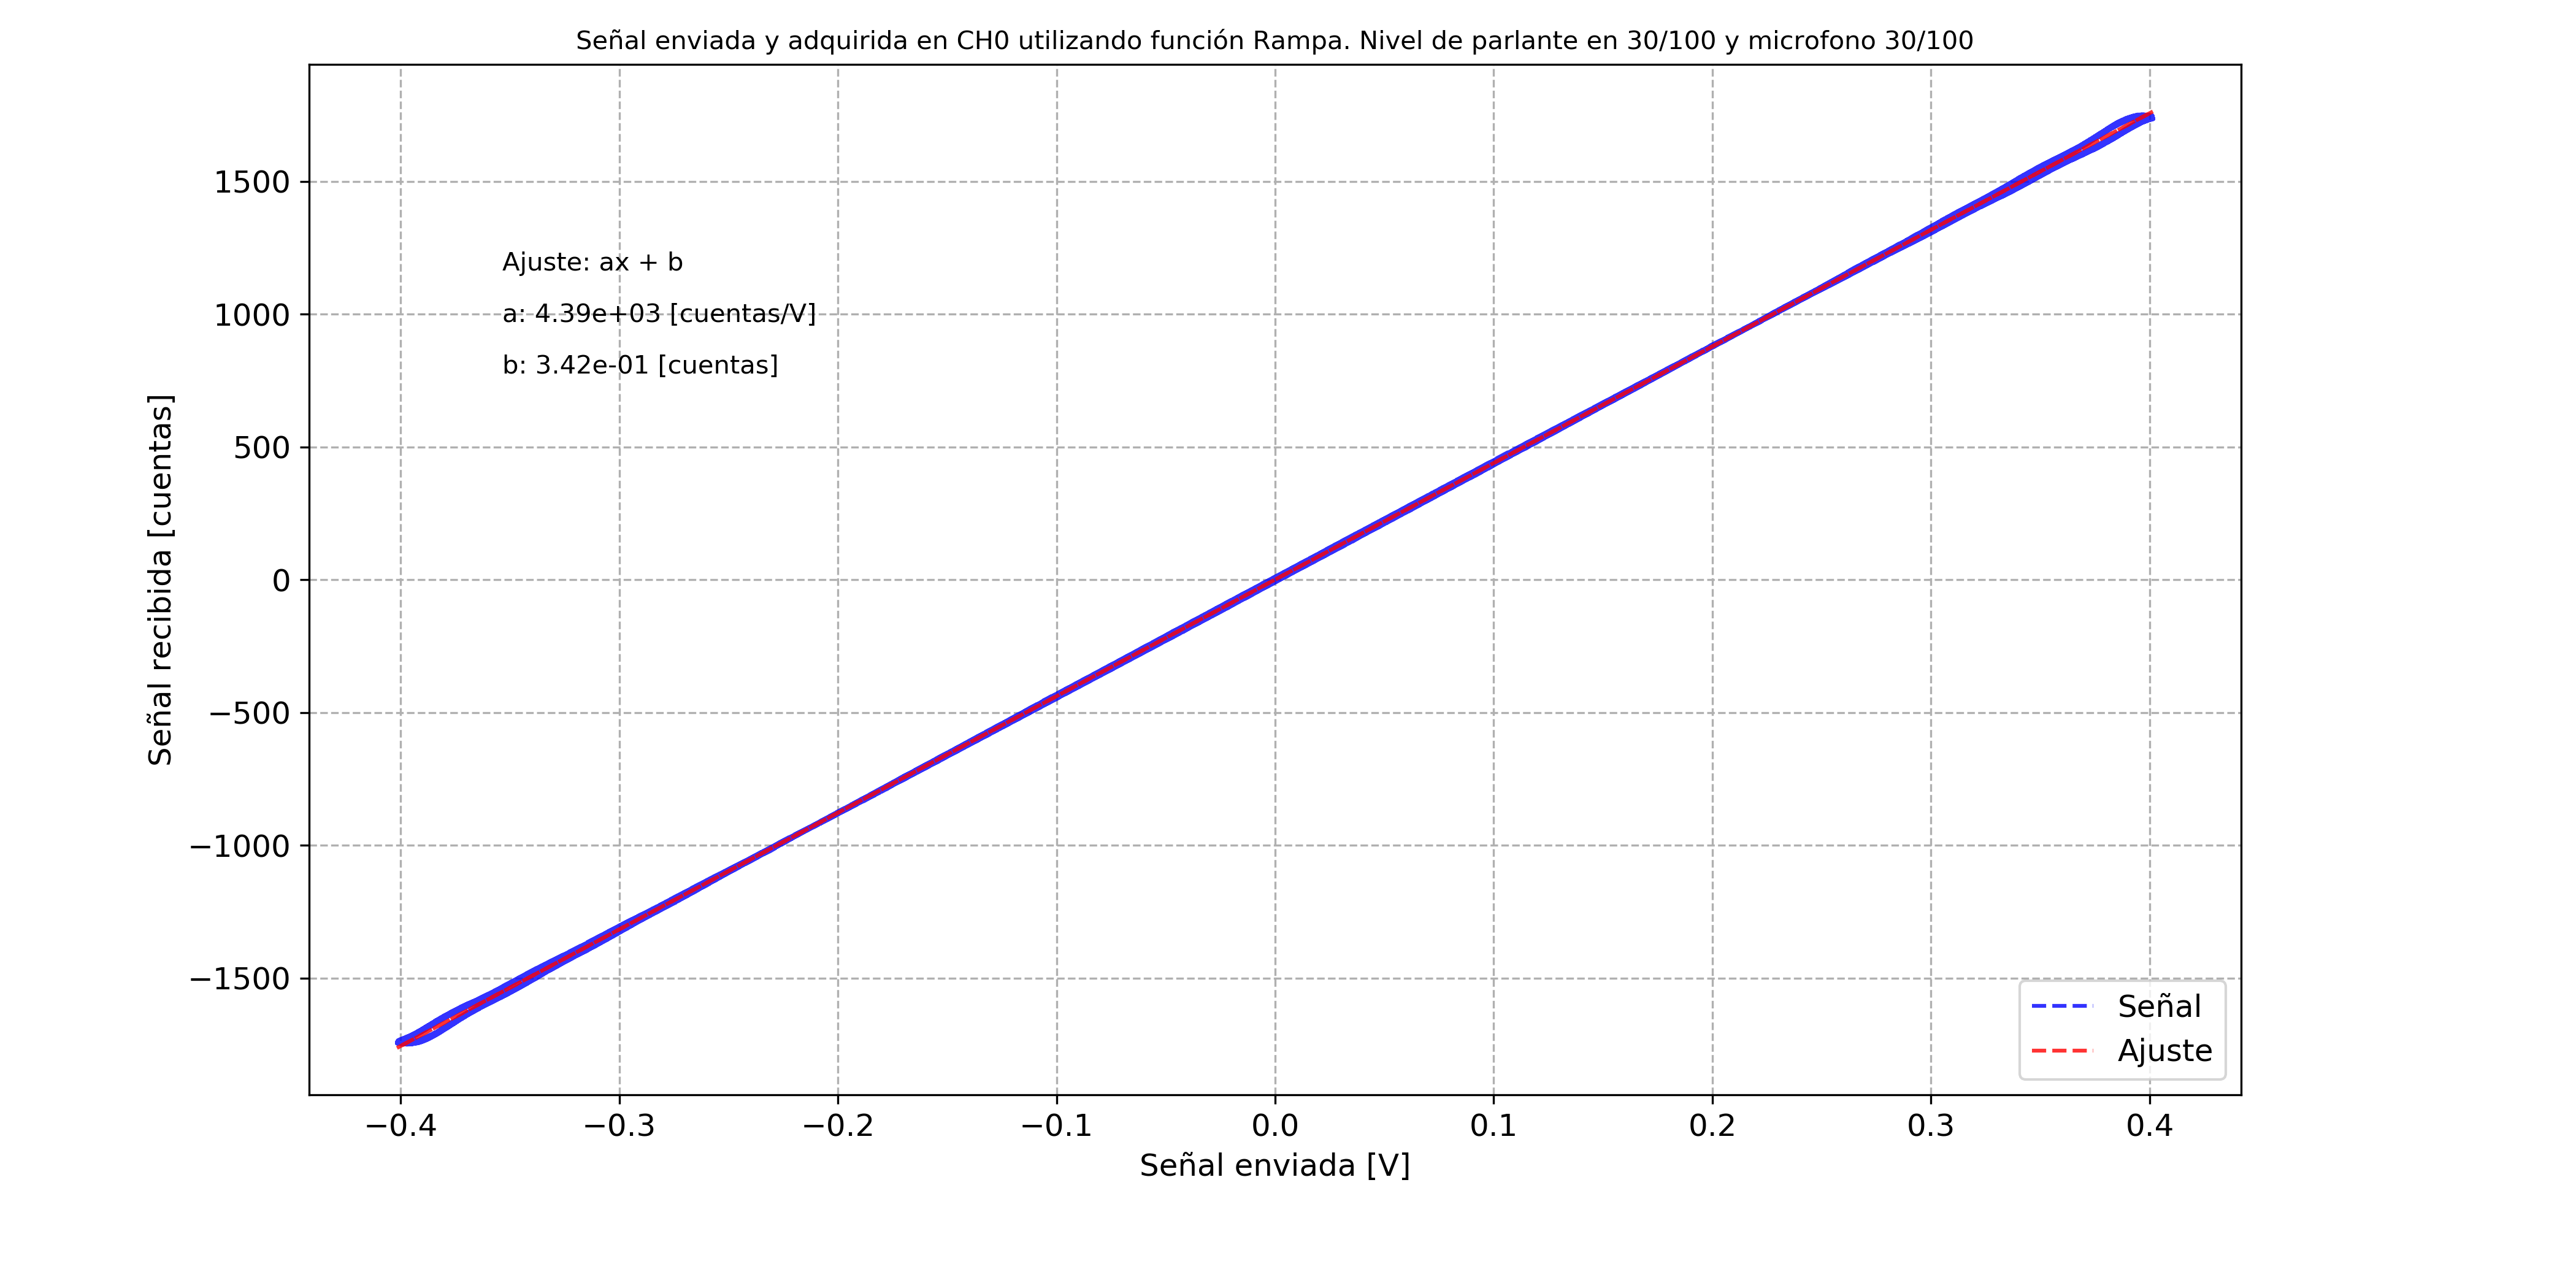 Señal enviada y adquirida en CH0 utilizando función Rampa. Nivel de parlante en 30/100 y microfono 30/100
Señal recibida [cuentas]
1500
1000
500
0
−500
−1000
−1500
Ajuste: ax + b
a: 4.39e+03 [cuentas/V]
b: 3.42e-01 [cuentas]
Señal
Ajuste
−0.4 −0.3 −0.2 −0.1 0.0 0.1 0.2 0.3 0.4
Señal enviada [V]